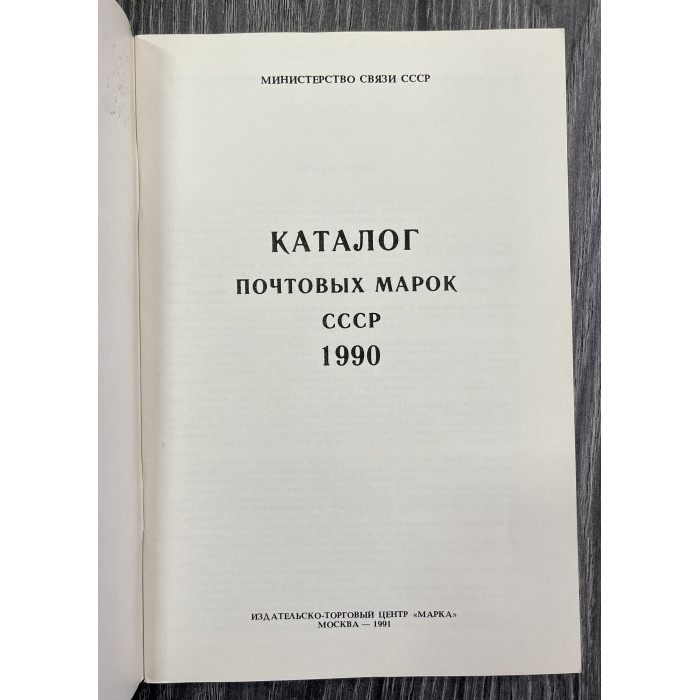 МИНИСТЕРСТВО СВЯЗИ СССР
КАТАЛОГ
ПОЧТОВЫХ МАРОК
СССР
1990
ИЗДАТЕЛЬСКО-ТОРГОВЫЙ ЦЕНТР «МАРКА»
МОСКВА — 1991